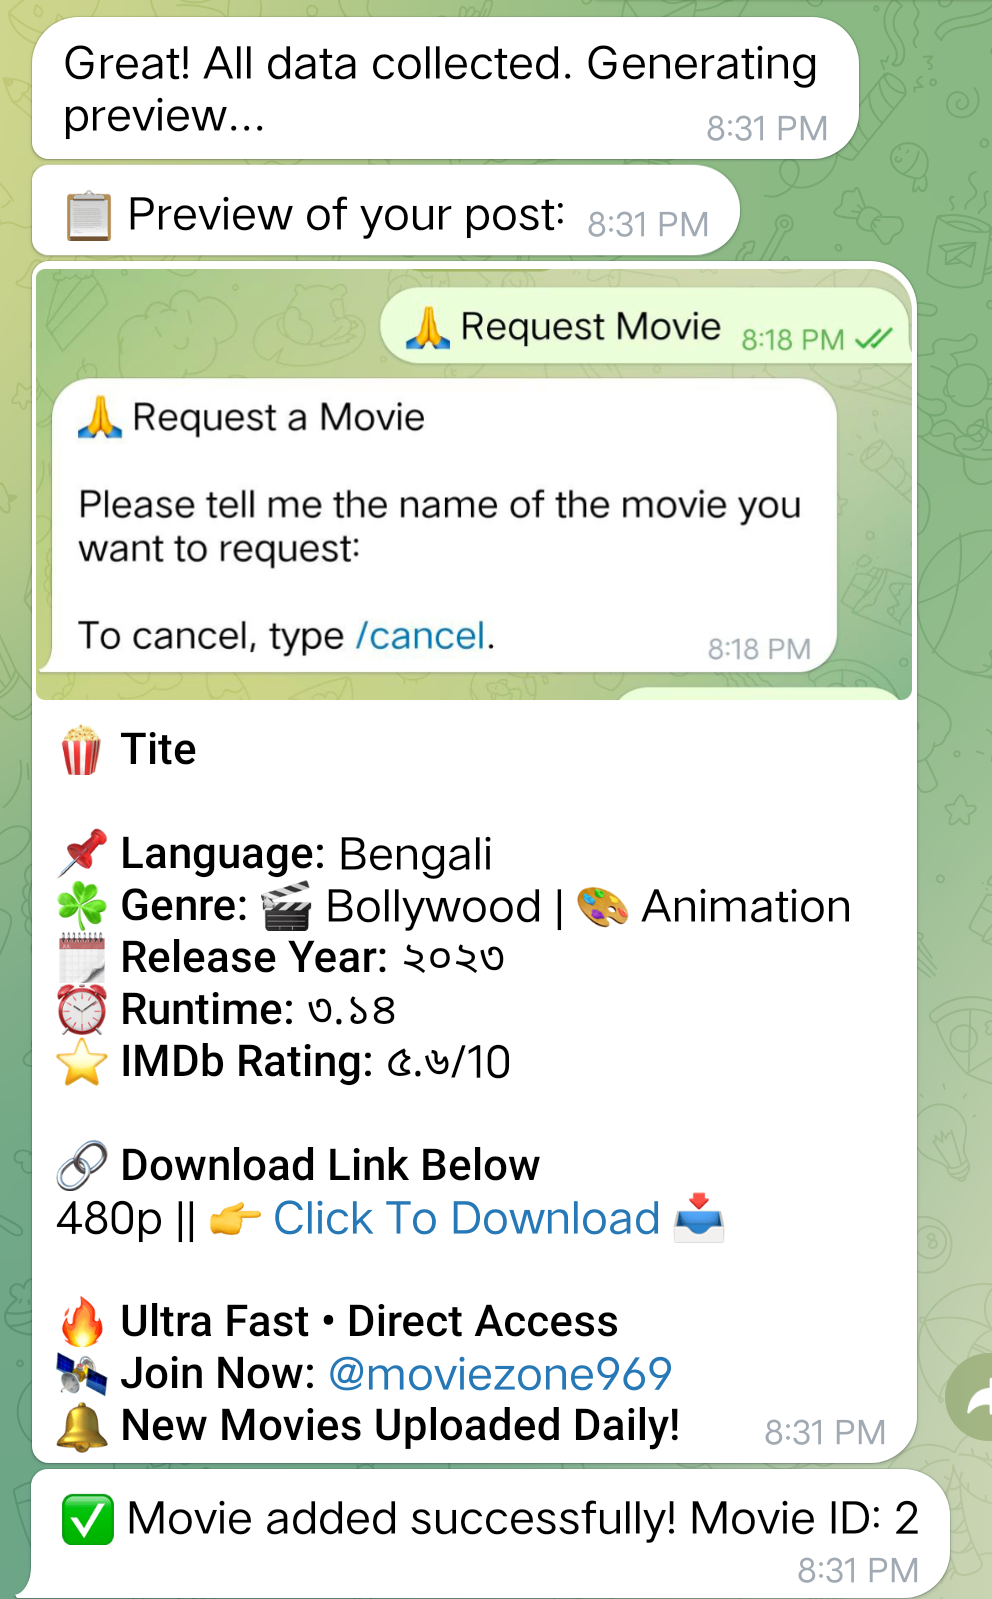 Great! All data collected. Generating
preview...
8:31 PM
📋 Preview of your post: 8:31 PM
🙏 Request Movie 8:18 PM
🙏 Request a Movie
Please tell me the name of the movie you
want to request:
To cancel, type /cancel.
8:18 PM
🍿 Tite
📌 Language: Bengali
☘️ Genre: 🎬 Bollywood | 🎨 Animation
🗓️ Release Year: ২০২৩
⏰ Runtime: ৩.১৪
⭐ IMDb Rating: ৫.৬/10
🔗 Download Link Below
480p || 👉 Click To Download 📥
🔥 Ultra Fast • Direct Access
🛰️ Join Now: @moviezone969
🔔 New Movies Uploaded Daily!
8:31 PM
✅ Movie added successfully! Movie ID: 2
8:31 PM